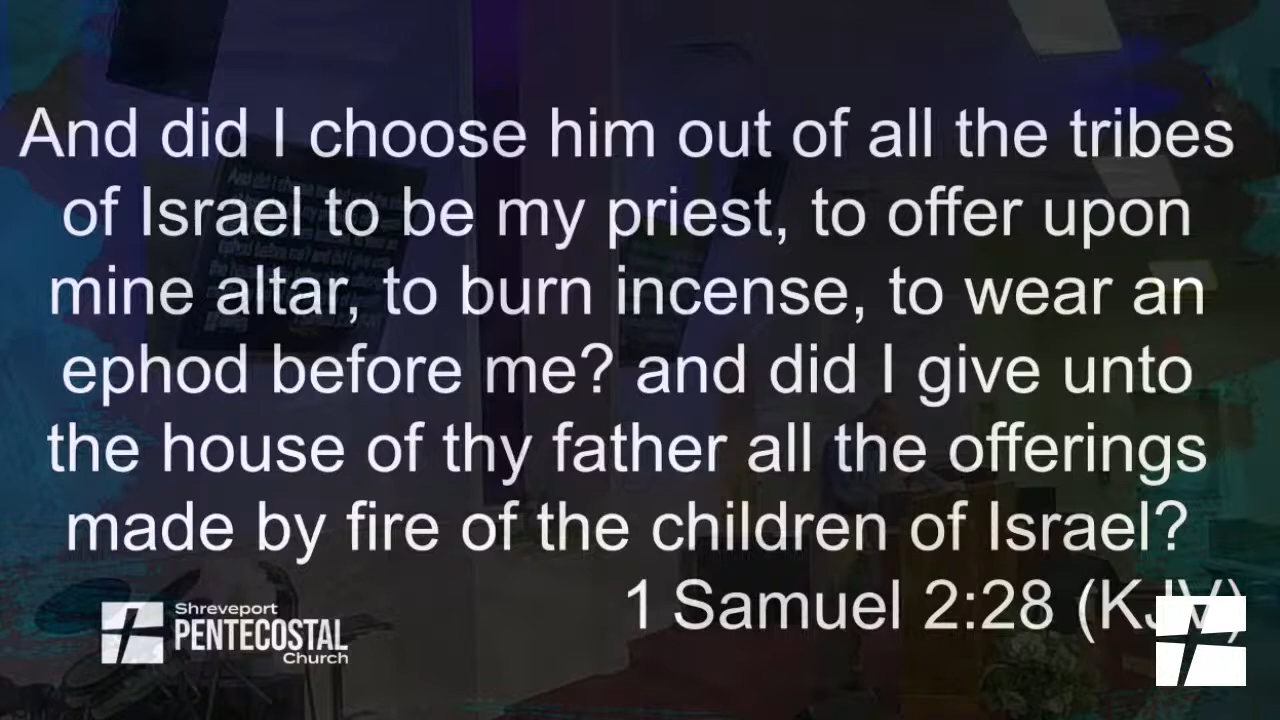 And did I choose him out of all the tribes
of Israel to be my priest, to offer upon
mine altar, to burn incense, to wear an
ephod before me? and did I give unto
the house of thy father all the offerings
made by fire of the children of Israel?
1 Samuel 2:28 (KJV)
Shreveport
PENTECOSTAL
Church